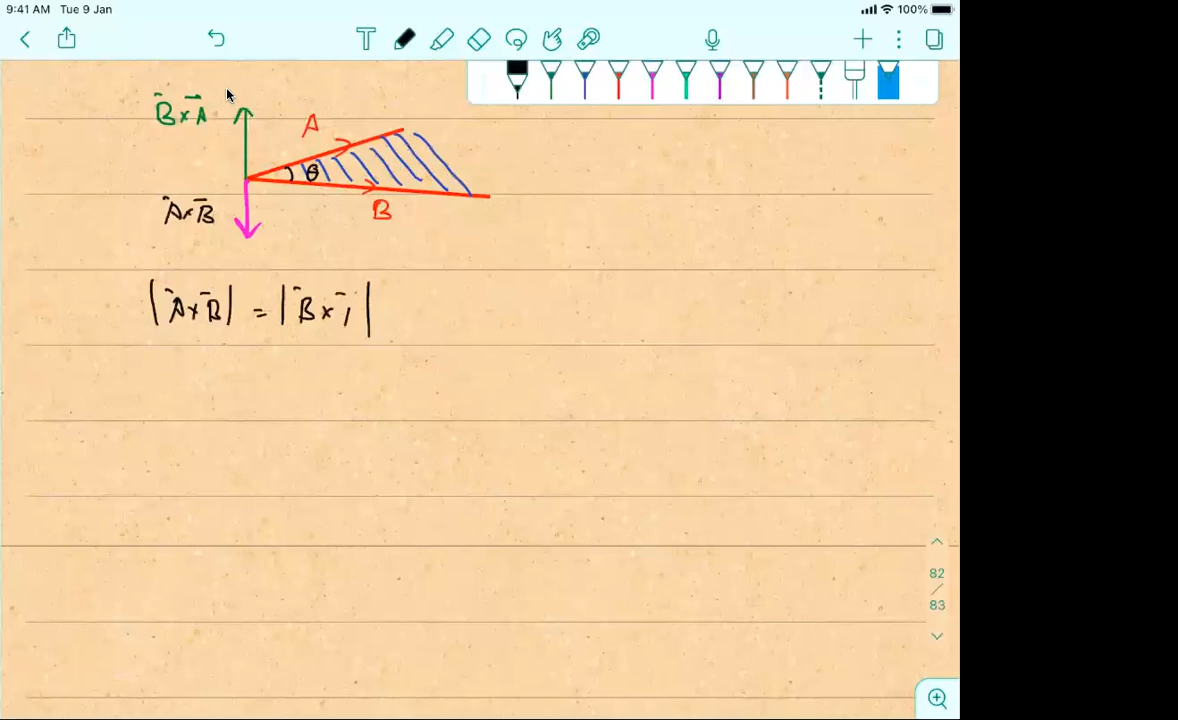 9:41 AM Tue 9 Jan
100%
T
B⃗ x A⃗
A
θ
B
A⃗ x B⃗
|A⃗ x B⃗| = |B⃗ x
82
/
83